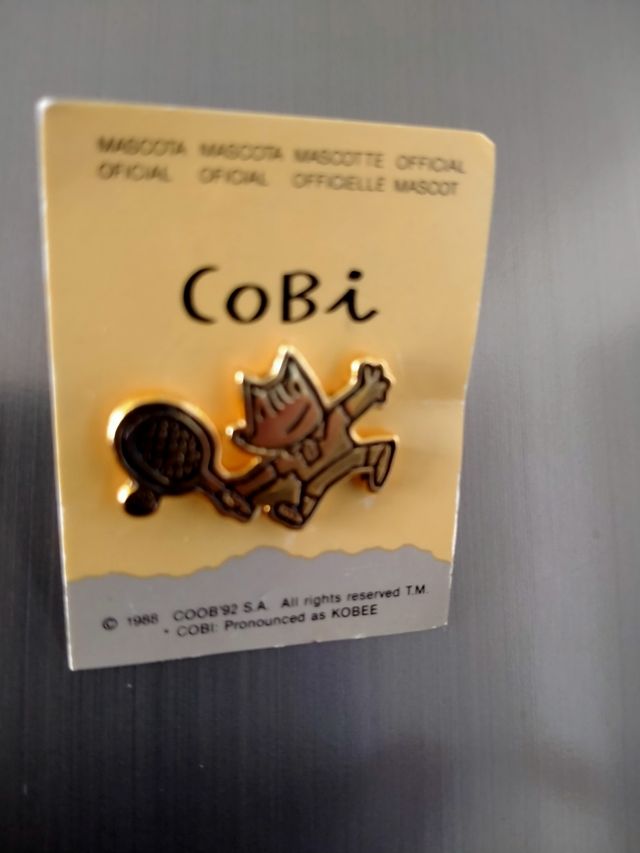 MASCOTA MASCOTA MASCOTTE OFFICIAL
OFICIAL OFICIAL OFFICIELLE MASCOT
CoBi
© 1988 COOB'92 S.A. All rights reserved T.M.
* COBI: Pronounced as KOBEE